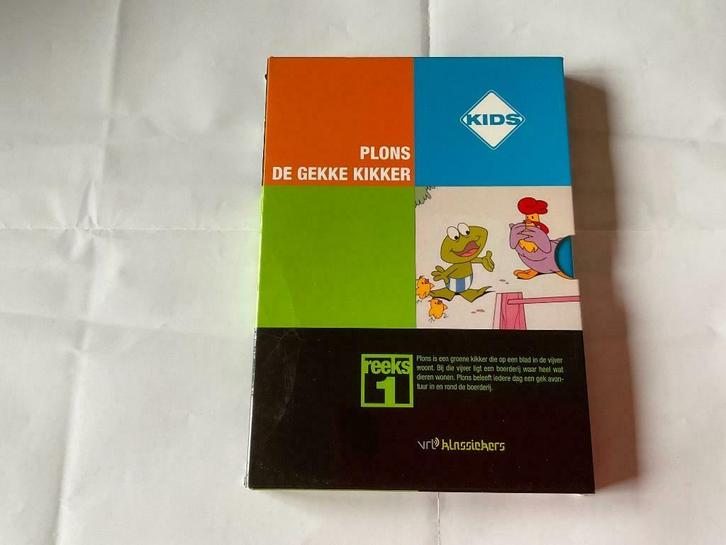 KIDS
PLONS
DE GEKKE KIKKER
reeks
1
Plons is een groene kikker die op een blad in de vijver
woont. Bij die vijver ligt een boerderij waar heel wat
dieren wonen. Plons beleeft iedere dag een gek avon-
tuur in en rond de boerderij.
vrt klassiekers